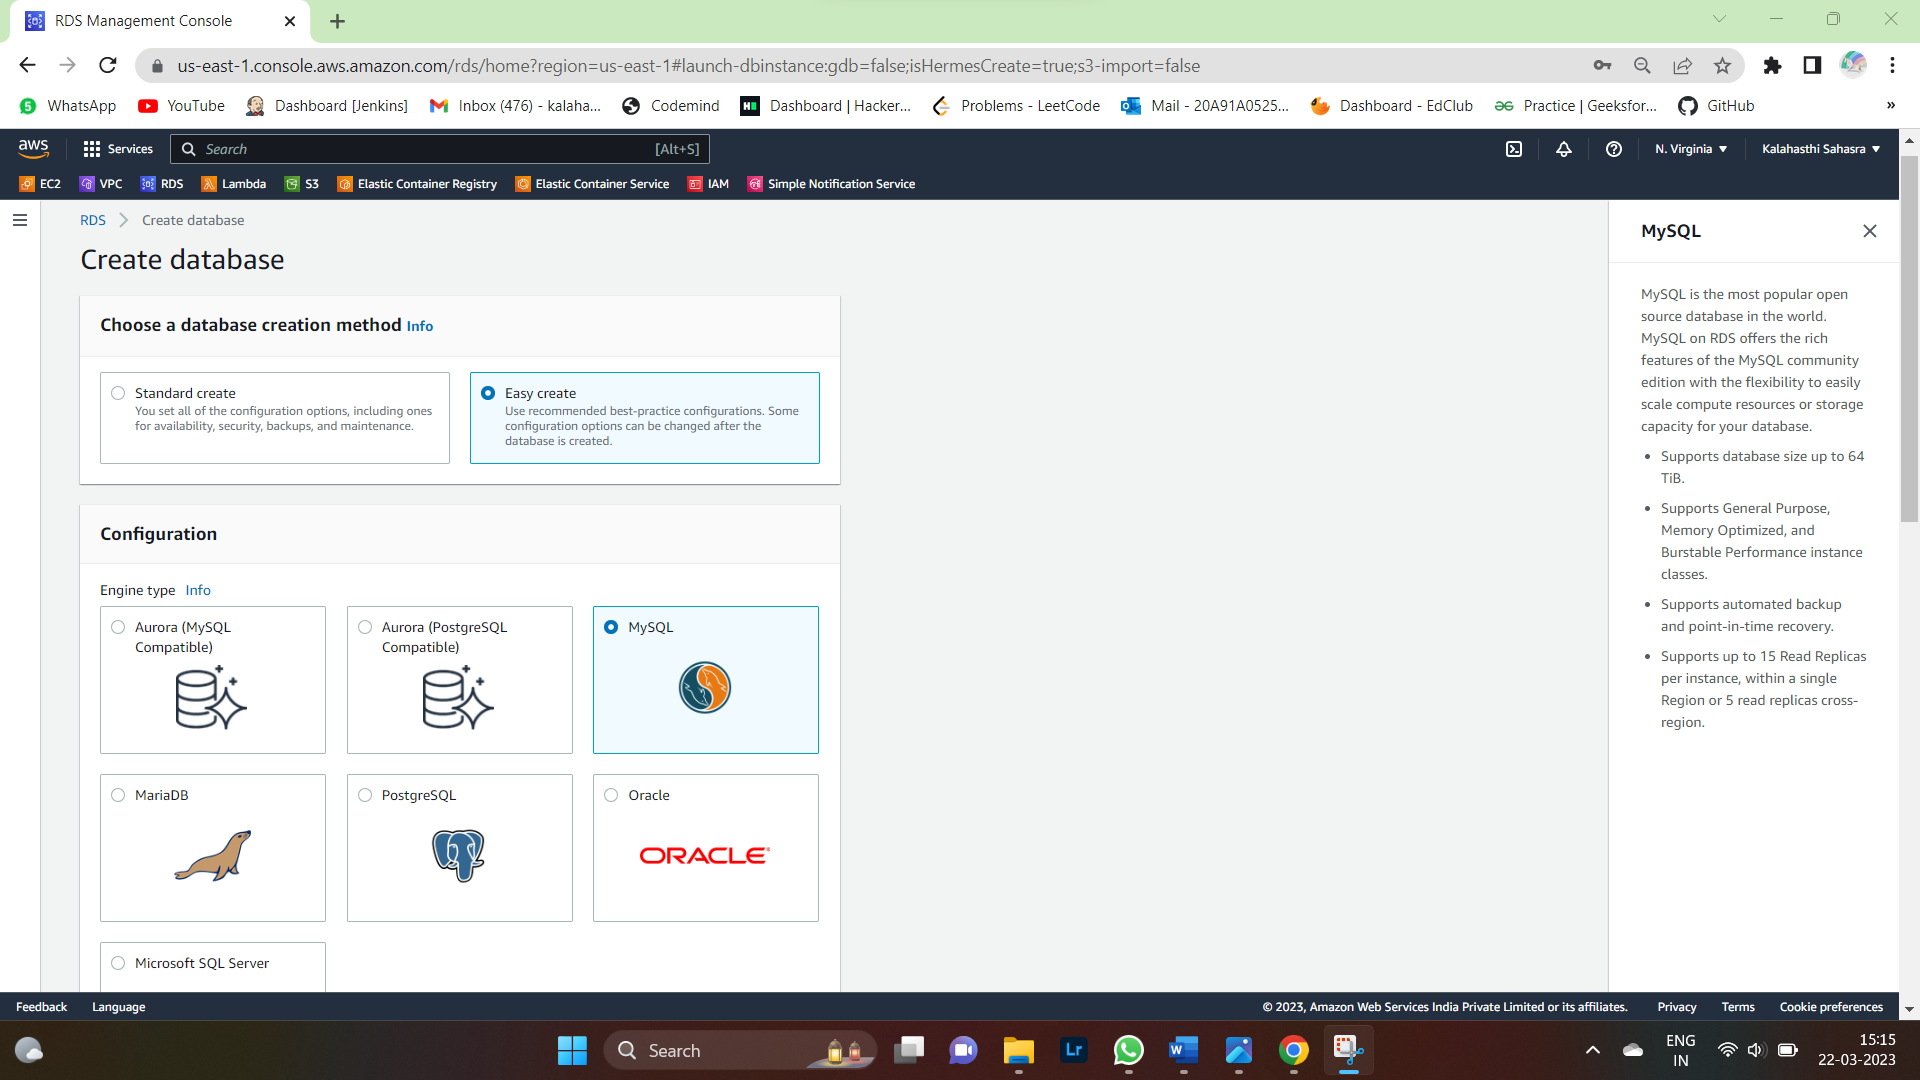 RDS Management Console
us-east-1.console.aws.amazon.com/rds/home?region=us-east-1#launch-dbinstance:gdb=false;isHermesCreate=true;s3-import=false
WhatsApp YouTube Dashboard [Jenkins] Inbox (476) - kalaha... Codemind Dashboard | Hacker... Problems - LeetCode Mail - 20A91A0525... Dashboard - EdClub Practice | Geeksfor... GitHub »
aws Services Search [Alt+S] N. Virginia Kalahasthi Sahasra
EC2 VPC RDS Lambda S3 Elastic Container Registry Elastic Container Service IAM Simple Notification Service
RDS Create database
Create database
Choose a database creation method Info
Standard create
You set all of the configuration options, including ones
for availability, security, backups, and maintenance.
Easy create
Use recommended best-practice configurations. Some
configuration options can be changed after the
database is created.
Configuration
Engine type Info
Aurora (MySQL
Compatible)
Aurora (PostgreSQL
Compatible)
MySQL
MariaDB
PostgreSQL
Oracle
ORACLE
Microsoft SQL Server
MySQL
MySQL is the most popular open
source database in the world.
MySQL on RDS offers the rich
features of the MySQL community
edition with the flexibility to easily
scale compute resources or storage
capacity for your database.
• Supports database size up to 64
TiB.
• Supports General Purpose,
Memory Optimized, and
Burstable Performance instance
classes.
• Supports automated backup
and point-in-time recovery.
• Supports up to 15 Read Replicas
per instance, within a single
Region or 5 read replicas cross-
region.
Feedback Language © 2023, Amazon Web Services India Private Limited or its affiliates. Privacy Terms Cookie preferences
Search
Lr
W
ENG
IN
15:15
22-03-2023